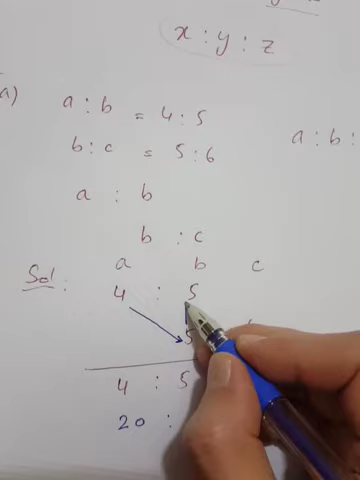 x : y : z
a)
a : b = 4 : 5
b : c = 5 : 6
a : b :
a : b
b : c
a b c
Sol : 4 : 5
5
4 : 5
20 :